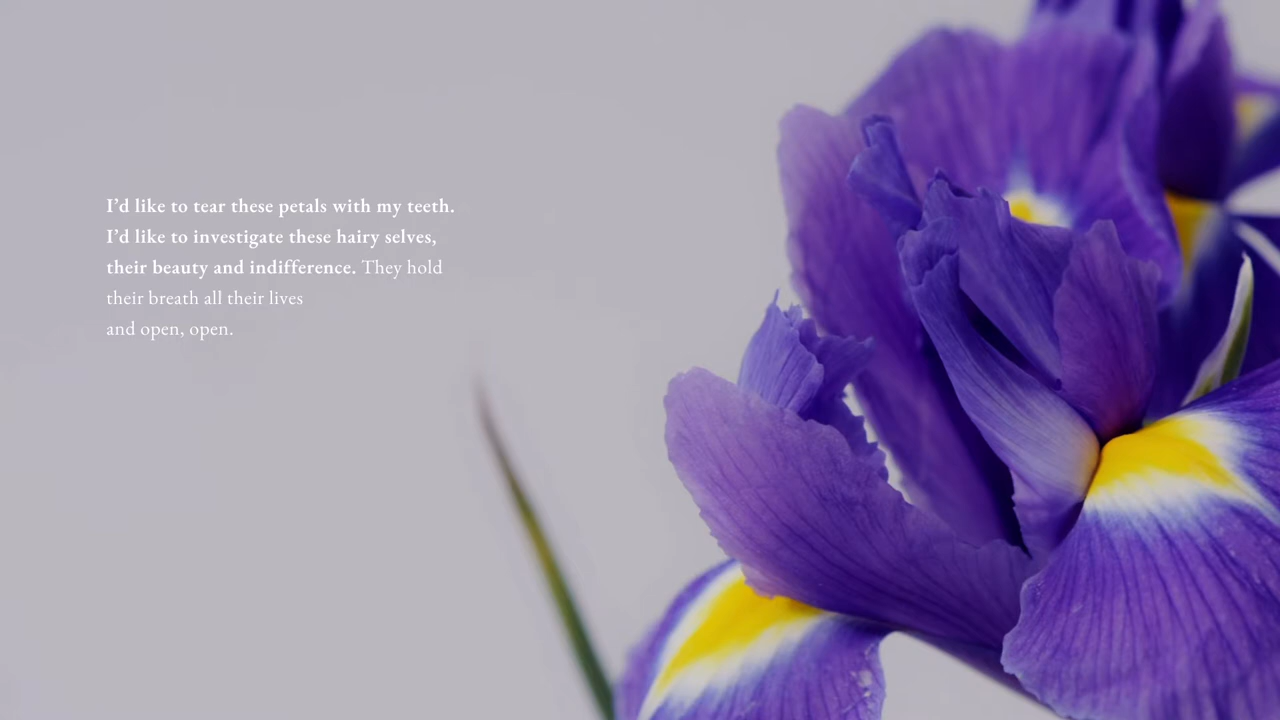 I’d like to tear these petals with my teeth.
I’d like to investigate these hairy selves,
their beauty and indifference. They hold
their breath all their lives
and open, open.